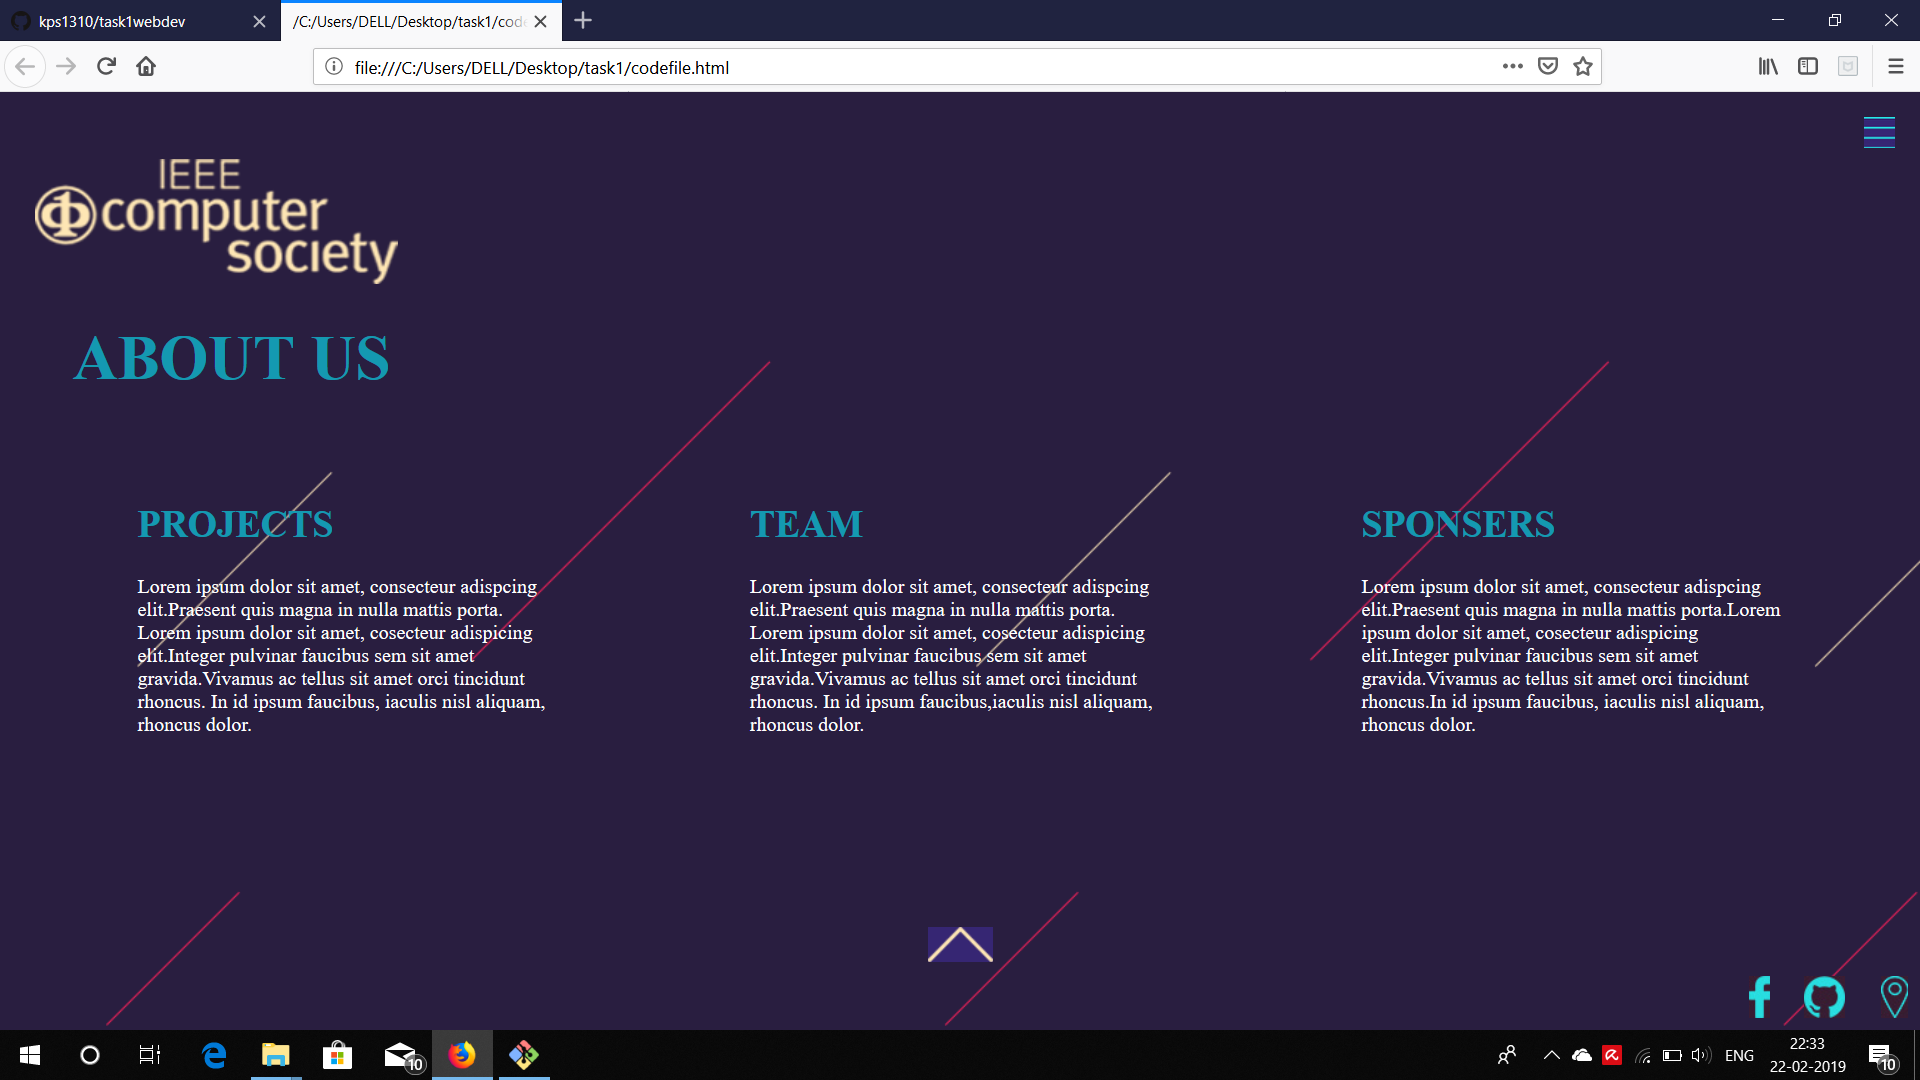 kps1310/task1webdev
/C:/Users/DELL/Desktop/task1/cod
file:///C:/Users/DELL/Desktop/task1/codefile.html
IEEE
computer
society
ABOUT US
PROJECTS
Lorem ipsum dolor sit amet, consecteur adispcing
elit.Praesent quis magna in nulla mattis porta.
Lorem ipsum dolor sit amet, cosecteur adispicing
elit.Integer pulvinar faucibus sem sit amet
gravida.Vivamus ac tellus sit amet orci tincidunt
rhoncus. In id ipsum faucibus, iaculis nisl aliquam,
rhoncus dolor.
TEAM
Lorem ipsum dolor sit amet, consecteur adispcing
elit.Praesent quis magna in nulla mattis porta.
Lorem ipsum dolor sit amet, cosecteur adispicing
elit.Integer pulvinar faucibus sem sit amet
gravida.Vivamus ac tellus sit amet orci tincidunt
rhoncus. In id ipsum faucibus,iaculis nisl aliquam,
rhoncus dolor.
SPONSERS
Lorem ipsum dolor sit amet, consecteur adispcing
elit.Praesent quis magna in nulla mattis porta.Lorem
ipsum dolor sit amet, cosecteur adispicing
elit.Integer pulvinar faucibus sem sit amet
gravida.Vivamus ac tellus sit amet orci tincidunt
rhoncus.In id ipsum faucibus, iaculis nisl aliquam,
rhoncus dolor.
10
ENG
22:33
22-02-2019
10